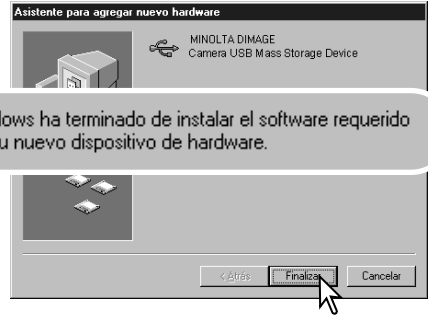 Asistente para agregar nuevo hardware
MINOLTA DIMAGE
Camera USB Mass Storage Device
ha terminado de instalar el software requerido
nuevo dispositivo de hardware.
< Atrás
Finalizar
Cancelar